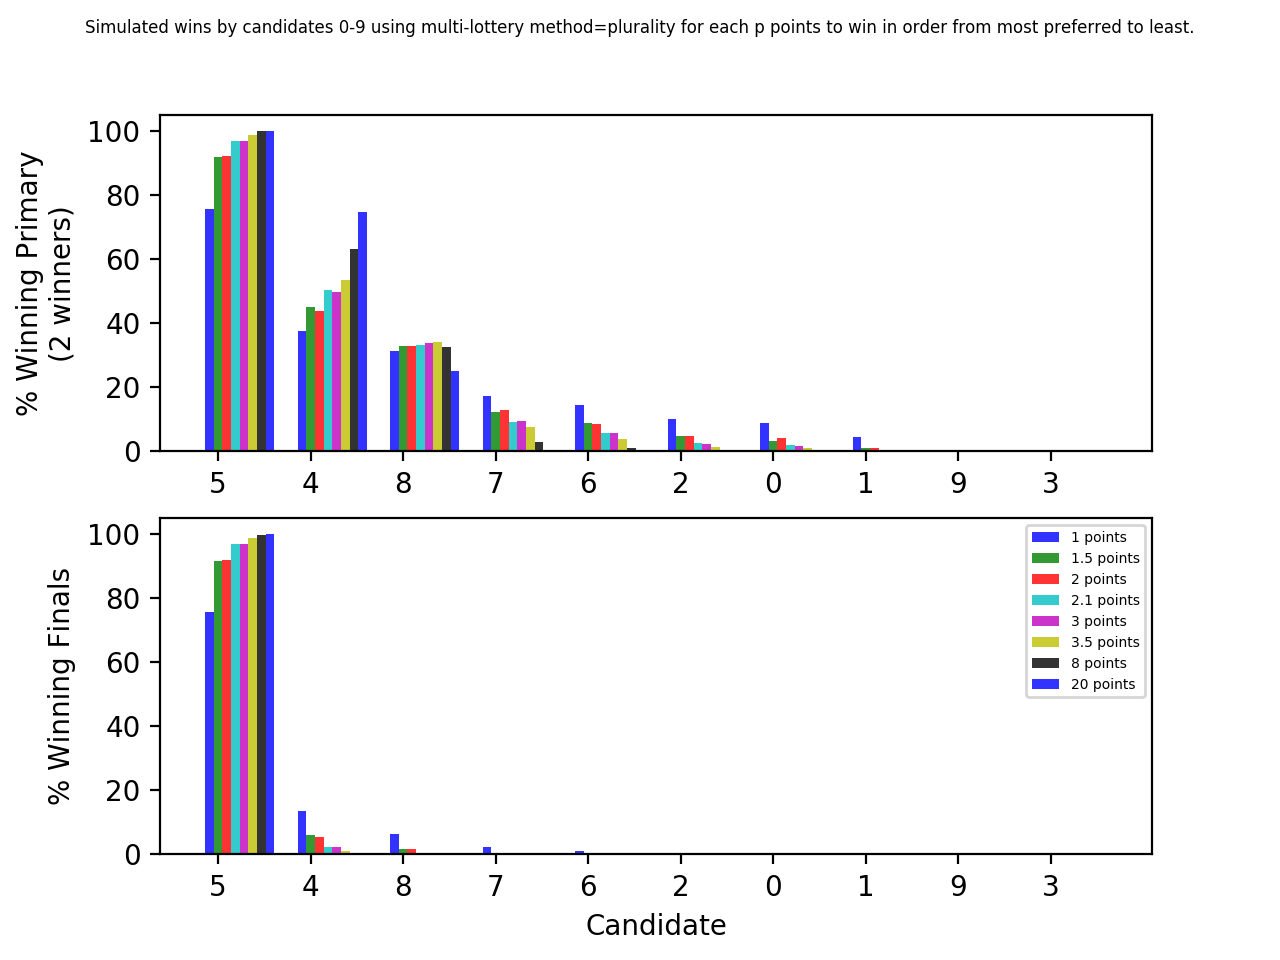 Simulated wins by candidates 0-9 using multi-lottery method=plurality for each p points to win in order from most preferred to least.
% Winning Primary
(2 winners)
100
80
60
40
20
0
5 4 8 7 6 2 0 1 9 3
% Winning Finals
100
80
60
40
20
0
1 points
1.5 points
2 points
2.1 points
3 points
3.5 points
8 points
20 points
5 4 8 7 6 2 0 1 9 3
Candidate